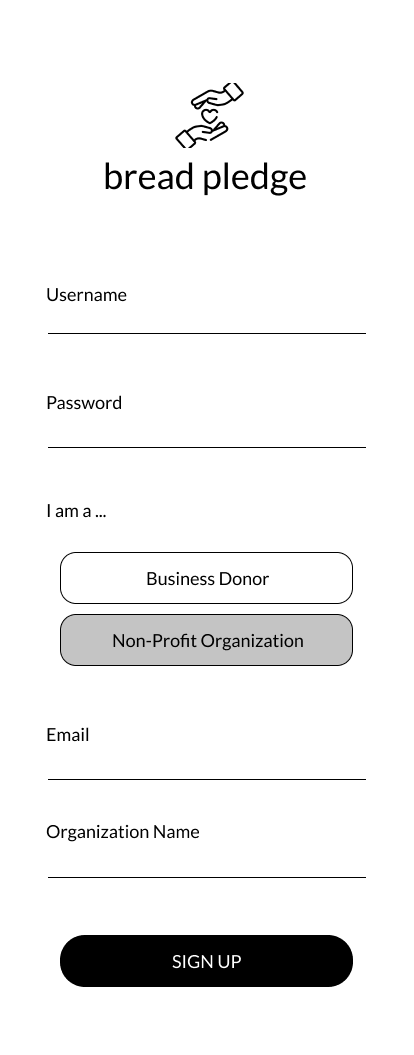 bread pledge
Username
Password
I am a ...
Business Donor
Non-Profit Organization
Email
Organization Name
SIGN UP